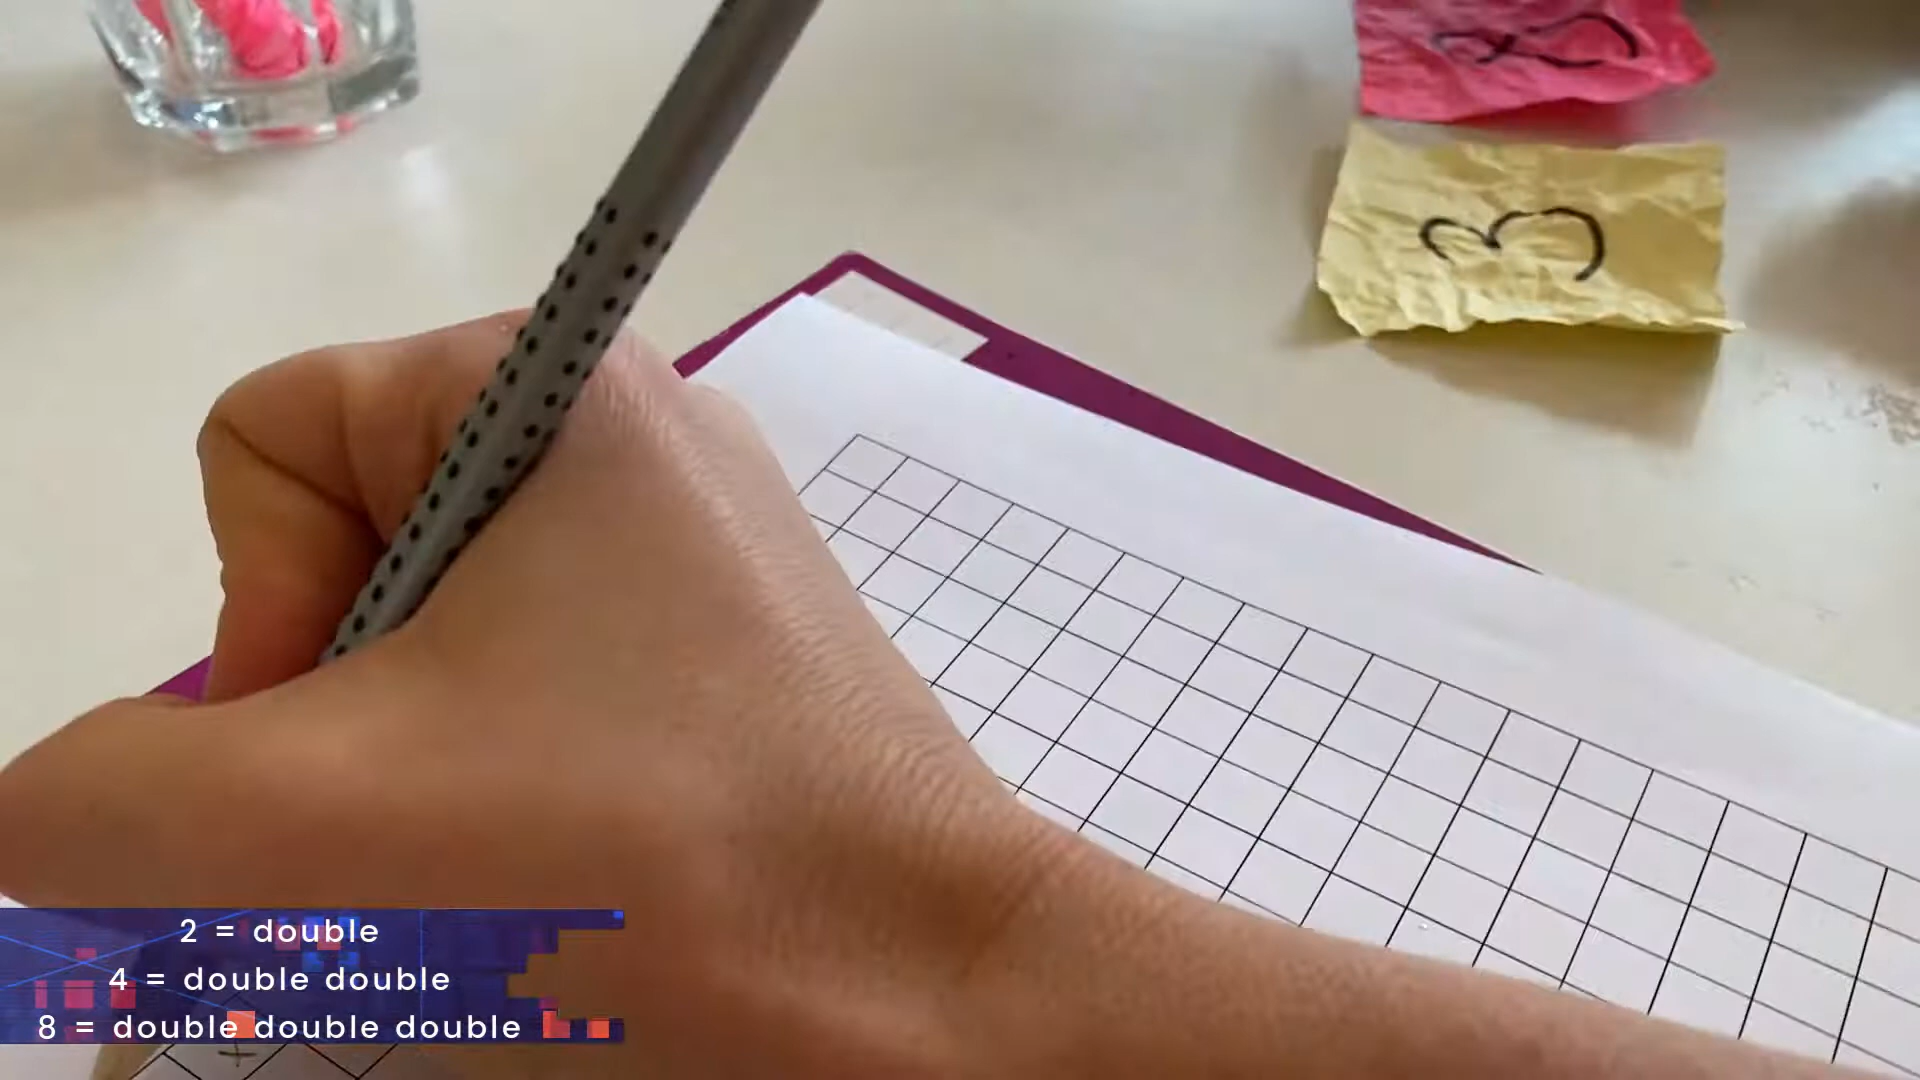 3
2 = double
4 = double double
8 = double double double
x